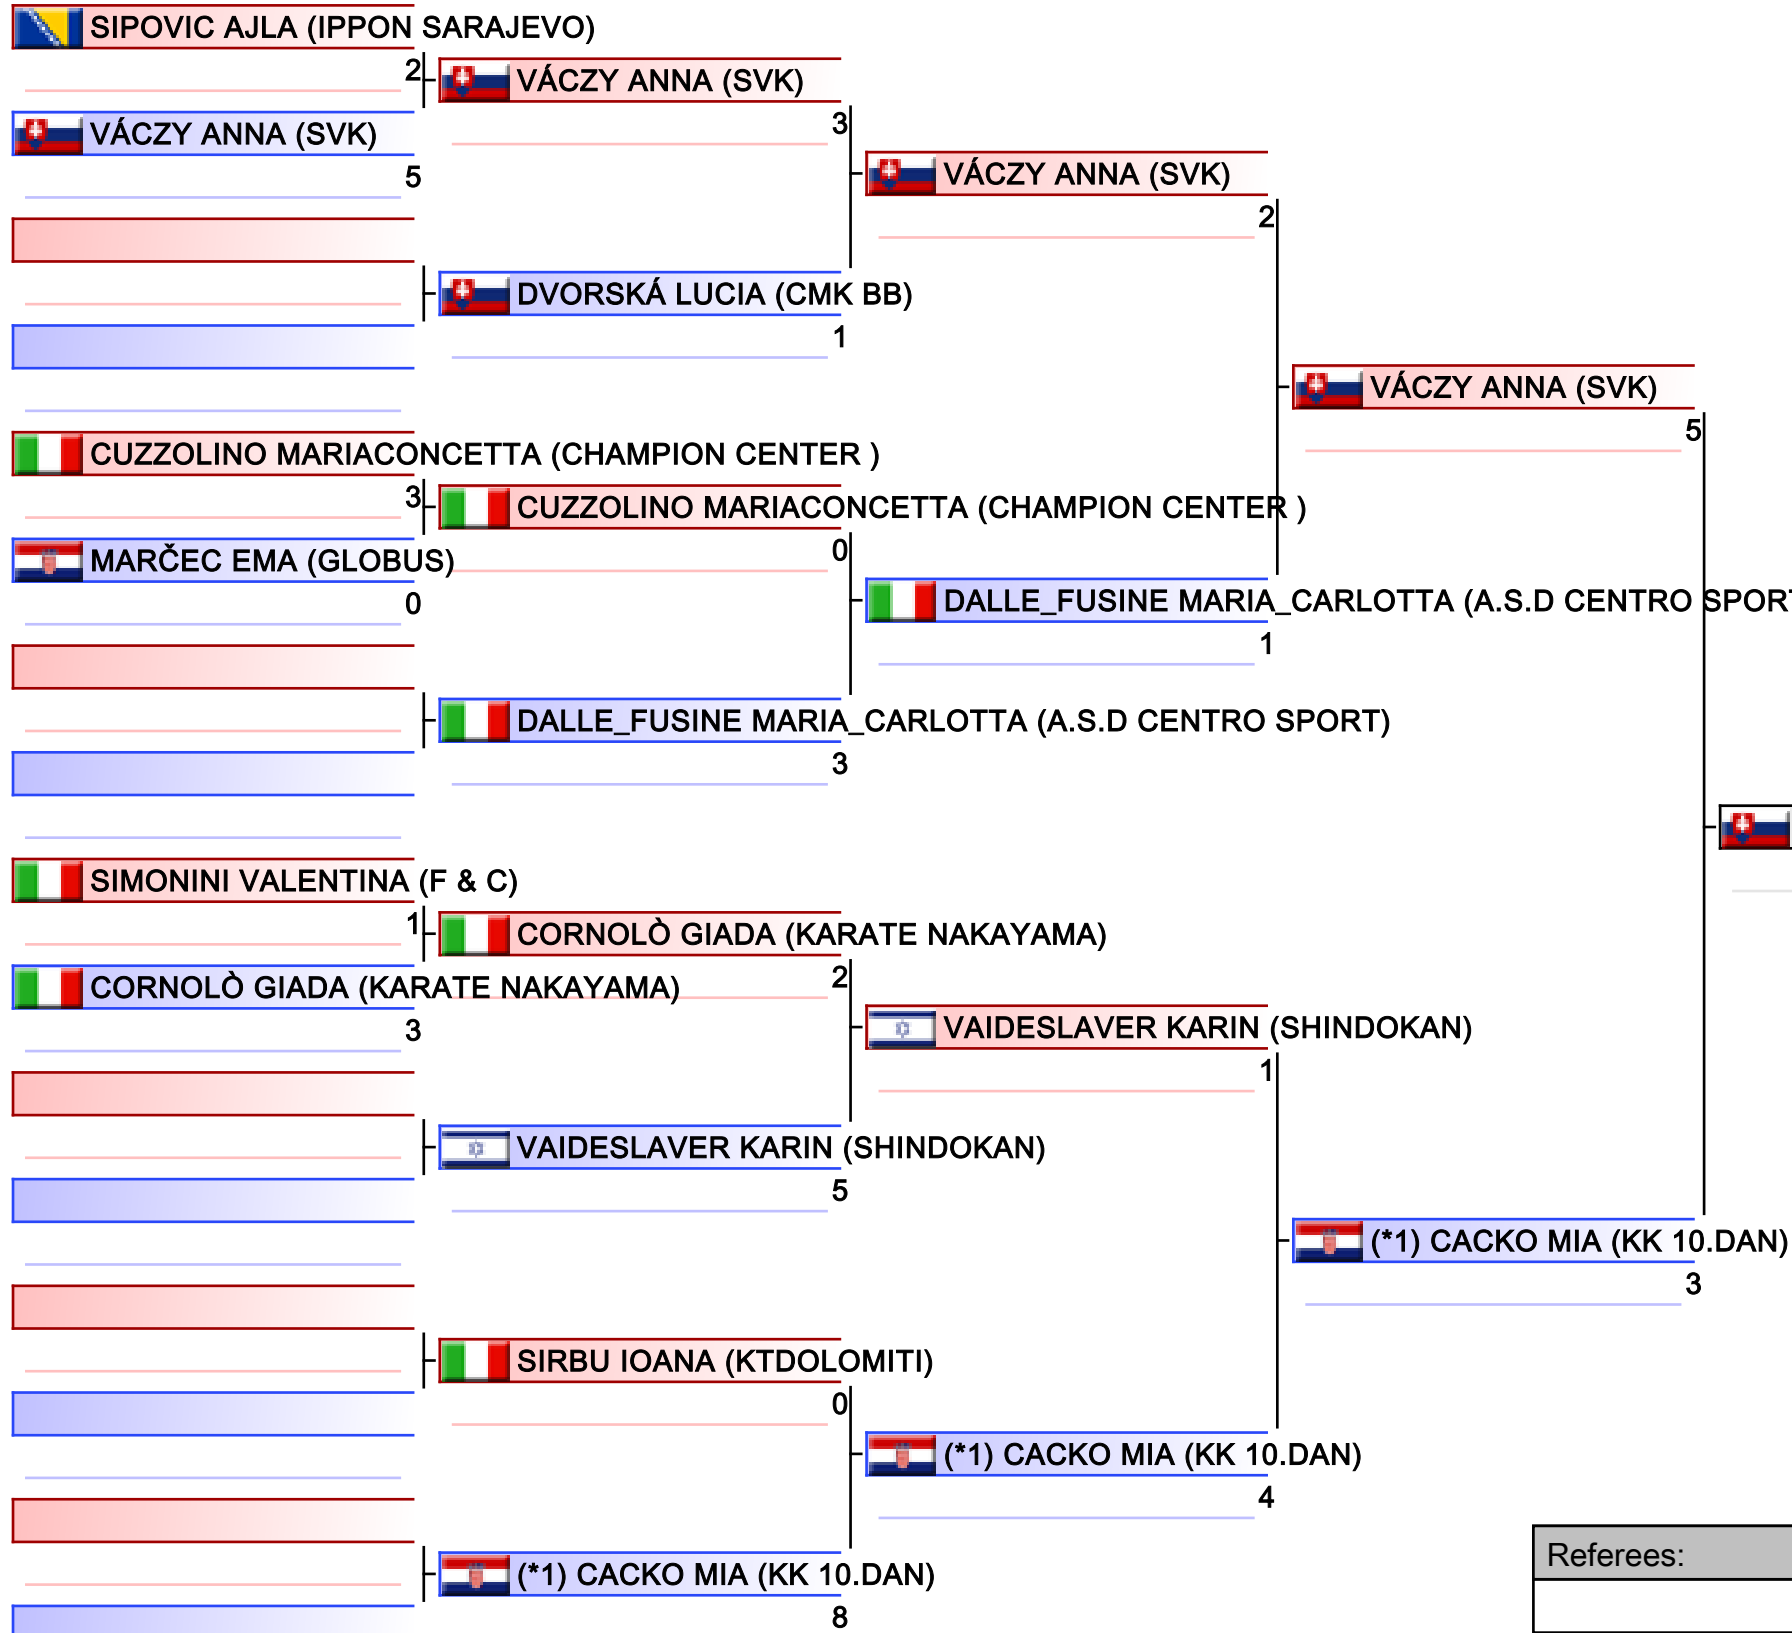 SIPOVIC AJLA (IPPON SARAJEVO)
2
VÁCZY ANNA (SVK)
VÁCZY ANNA (SVK)
5
3
VÁCZY ANNA (SVK)
2
DVORSKÁ LUCIA (CMK BB)
1
VÁCZY ANNA (SVK)
5
CUZZOLINO MARIACONCETTA (CHAMPION CENTER )
3
CUZZOLINO MARIACONCETTA (CHAMPION CENTER )
0
MARČEC EMA (GLOBUS)
0
DALLE_FUSINE MARIA_CARLOTTA (A.S.D CENTRO SPORT
1
DALLE_FUSINE MARIA_CARLOTTA (A.S.D CENTRO SPORT)
3
SIMONINI VALENTINA (F & C)
1
CORNOLÒ GIADA (KARATE NAKAYAMA)
2
CORNOLÒ GIADA (KARATE NAKAYAMA)
3
VAIDESLAVER KARIN (SHINDOKAN)
1
VAIDESLAVER KARIN (SHINDOKAN)
5
(*1) CACKO MIA (KK 10.DAN)
3
SIRBU IOANA (KTDOLOMITI)
0
(*1) CACKO MIA (KK 10.DAN)
4
(*1) CACKO MIA (KK 10.DAN)
8
Referees: